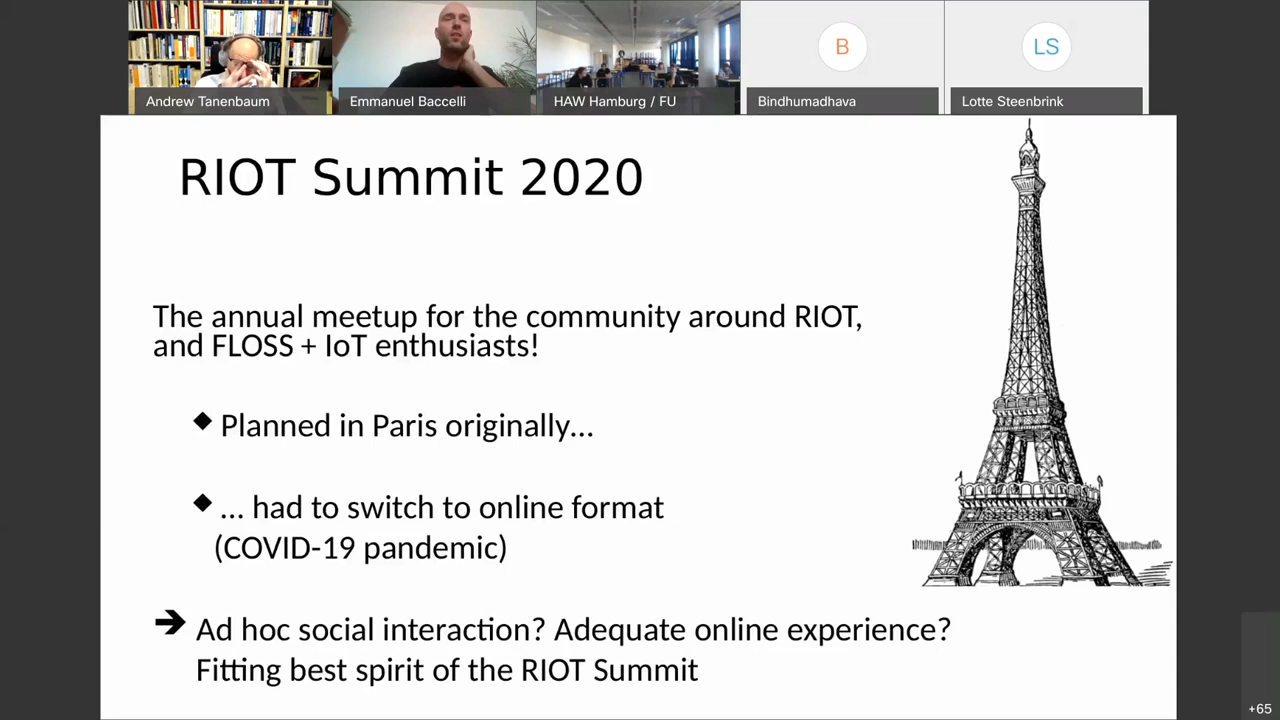 Andrew Tanenbaum
Emmanuel Baccelli
HAW Hamburg / FU
B
Bindhumadhava
LS
Lotte Steenbrink
RIOT Summit 2020
The annual meetup for the community around RIOT,
and FLOSS + IoT enthusiasts!
◆ Planned in Paris originally...
◆ ... had to switch to online format
(COVID-19 pandemic)
➔ Ad hoc social interaction? Adequate online experience?
Fitting best spirit of the RIOT Summit
+65